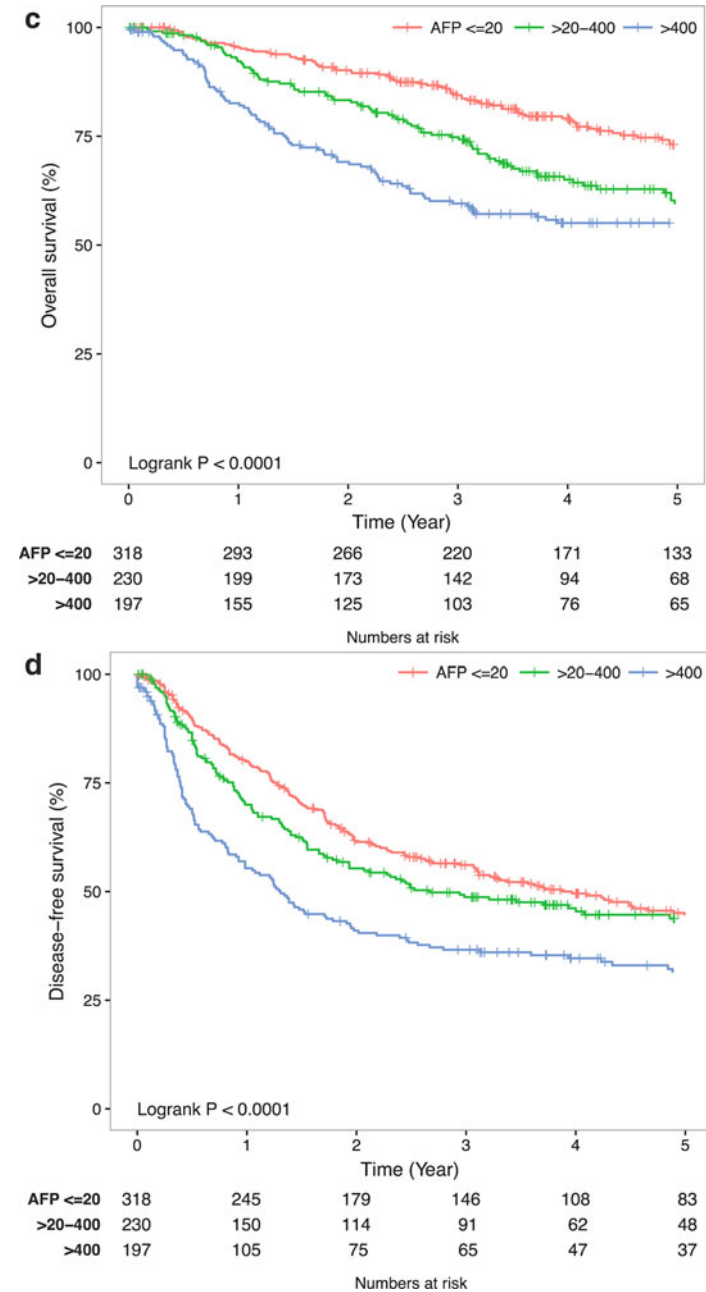 c
AFP <=20 >20−400 >400
100
75
50
25
0
Overall survival (%)
Logrank P < 0.0001
0 1 2 3 4 5
Time (Year)
AFP <=20 318 293 266 220 171 133
>20−400 230 199 173 142 94 68
>400 197 155 125 103 76 65
Numbers at risk
d
AFP <=20 >20−400 >400
100
75
50
25
0
Disease−free survival (%)
Logrank P < 0.0001
0 1 2 3 4 5
Time (Year)
AFP <=20 318 245 179 146 108 83
>20−400 230 150 114 91 62 48
>400 197 105 75 65 47 37
Numbers at risk